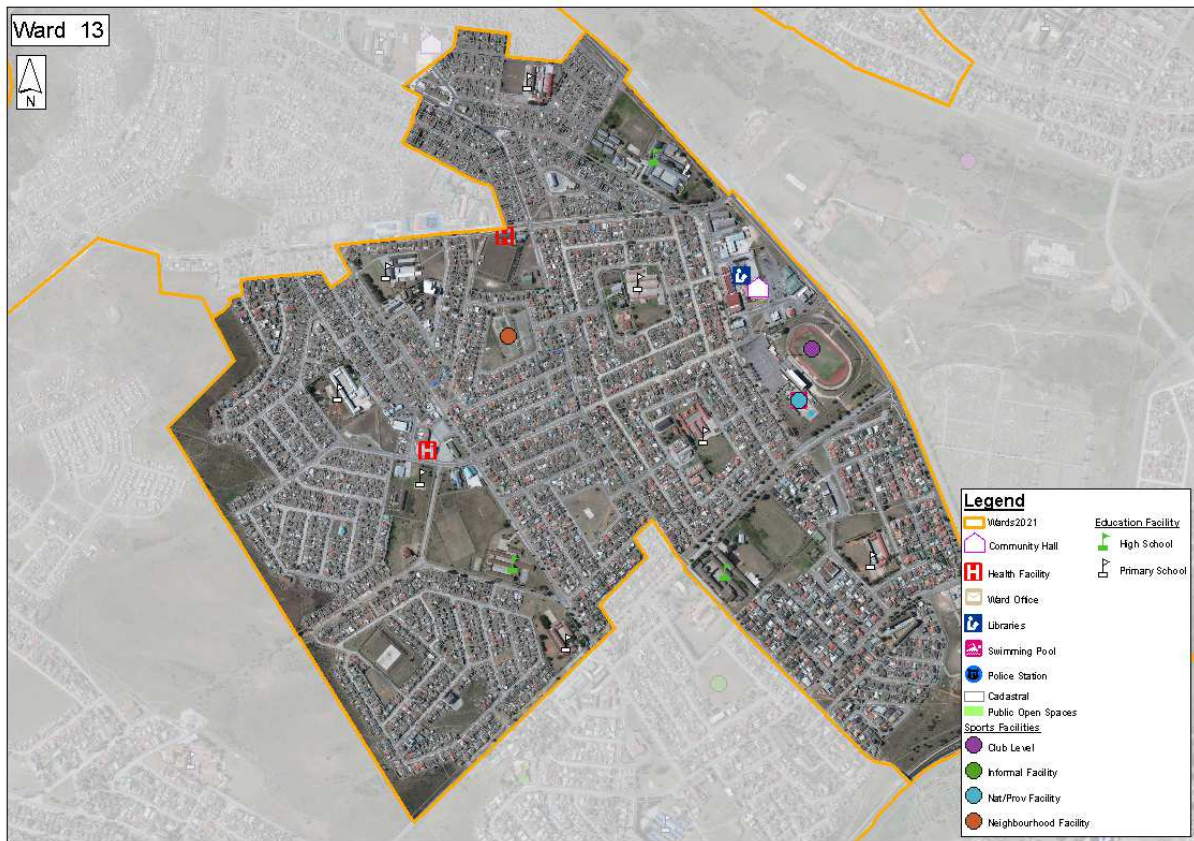 Ward 13
N
Legend
Wards2021
Community Hall
Health Facility
Ward Office
Libraries
Swimming Pool
Police Station
Cadastral
Public Open Spaces
Sports Facilities
Club Level
Informal Facility
Nat/Prov Facility
Neighbourhood Facility
Education Facility
High School
Primary School
H
H
H